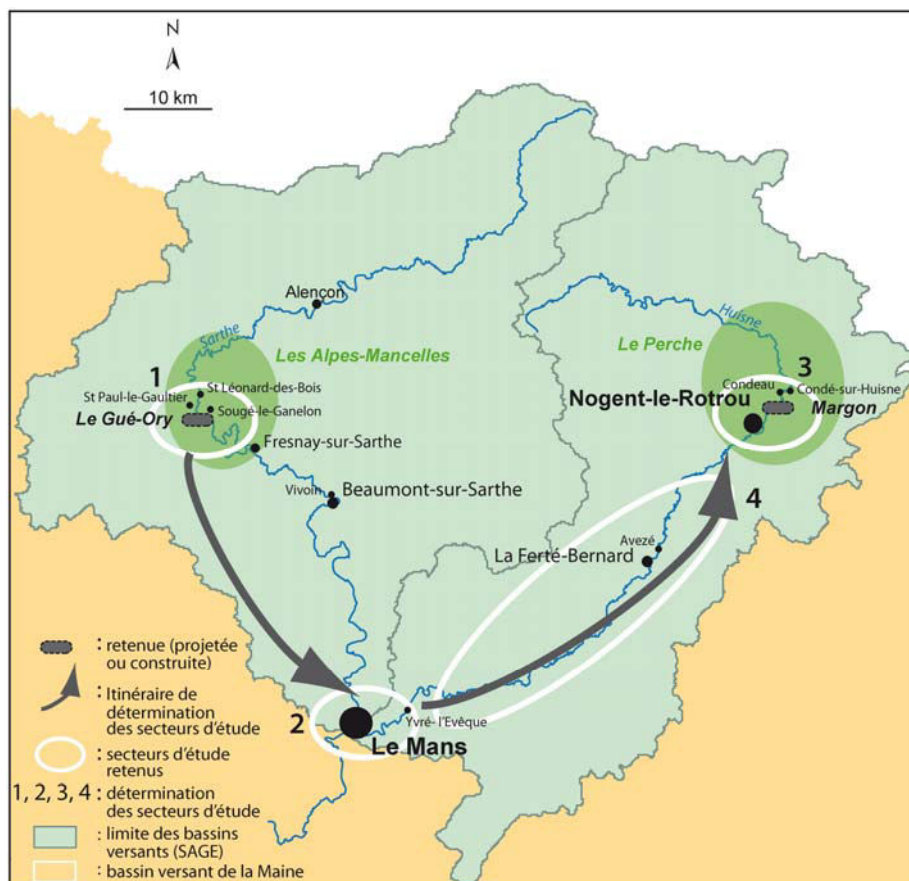 N
10 km
Alençon
Sarthe
Huisne
Les Alpes-Mancelles
Le Perche
1
St Léonard-des-Bois
St Paul-le-Gaultier
Le Gué-Ory
Sougé-le-Ganelon
Fresnay-sur-Sarthe
3
Condeau
Condé-sur-Huisne
Nogent-le-Rotrou
Margon
Vivoin
Beaumont-sur-Sarthe
4
Avezé
La Ferté-Bernard
2
Yvré-l'Evêque
Le Mans
: retenue (projetée
ou construite)
: Itinéraire de
détermination
des secteurs d'étude
: secteurs d'étude
retenus
1, 2, 3, 4 : détermination
des secteurs d'étude
: limite des bassins
versants (SAGE)
: bassin versant de la Maine